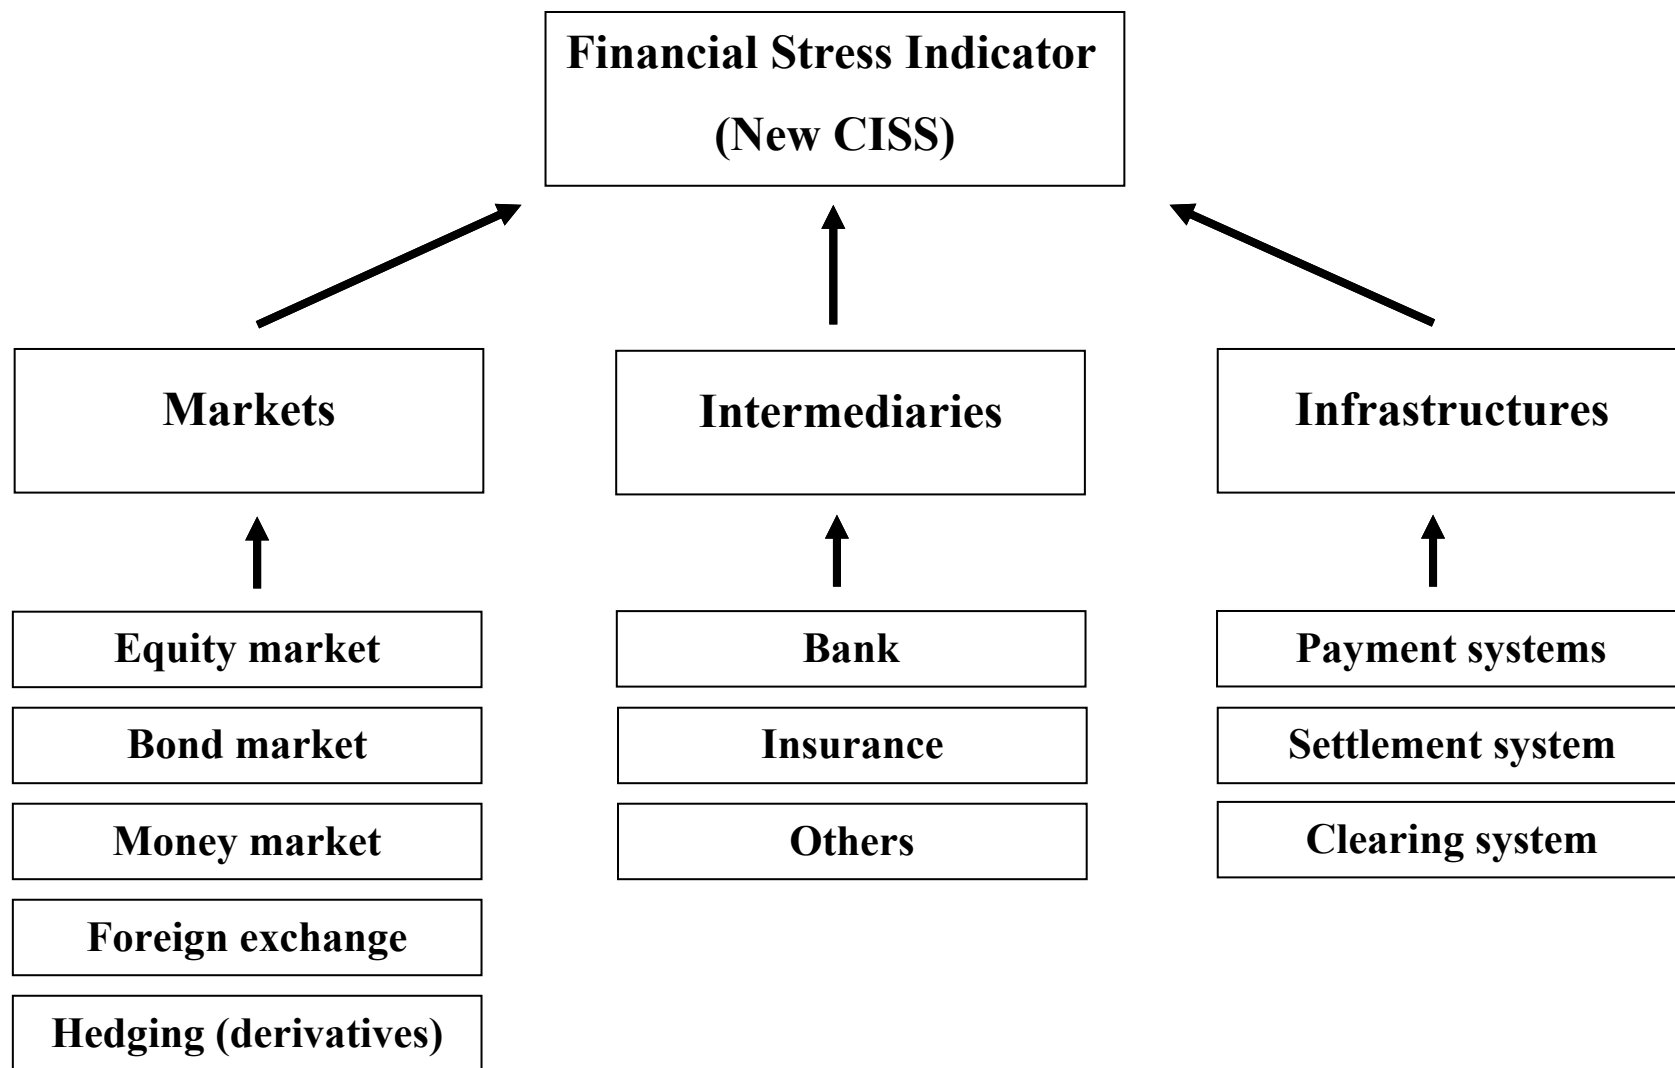 Financial Stress Indicator
(New CISS)
Markets
Intermediaries
Infrastructures
Equity market
Bond market
Money market
Foreign exchange
Hedging (derivatives)
Bank
Insurance
Others
Payment systems
Settlement system
Clearing system